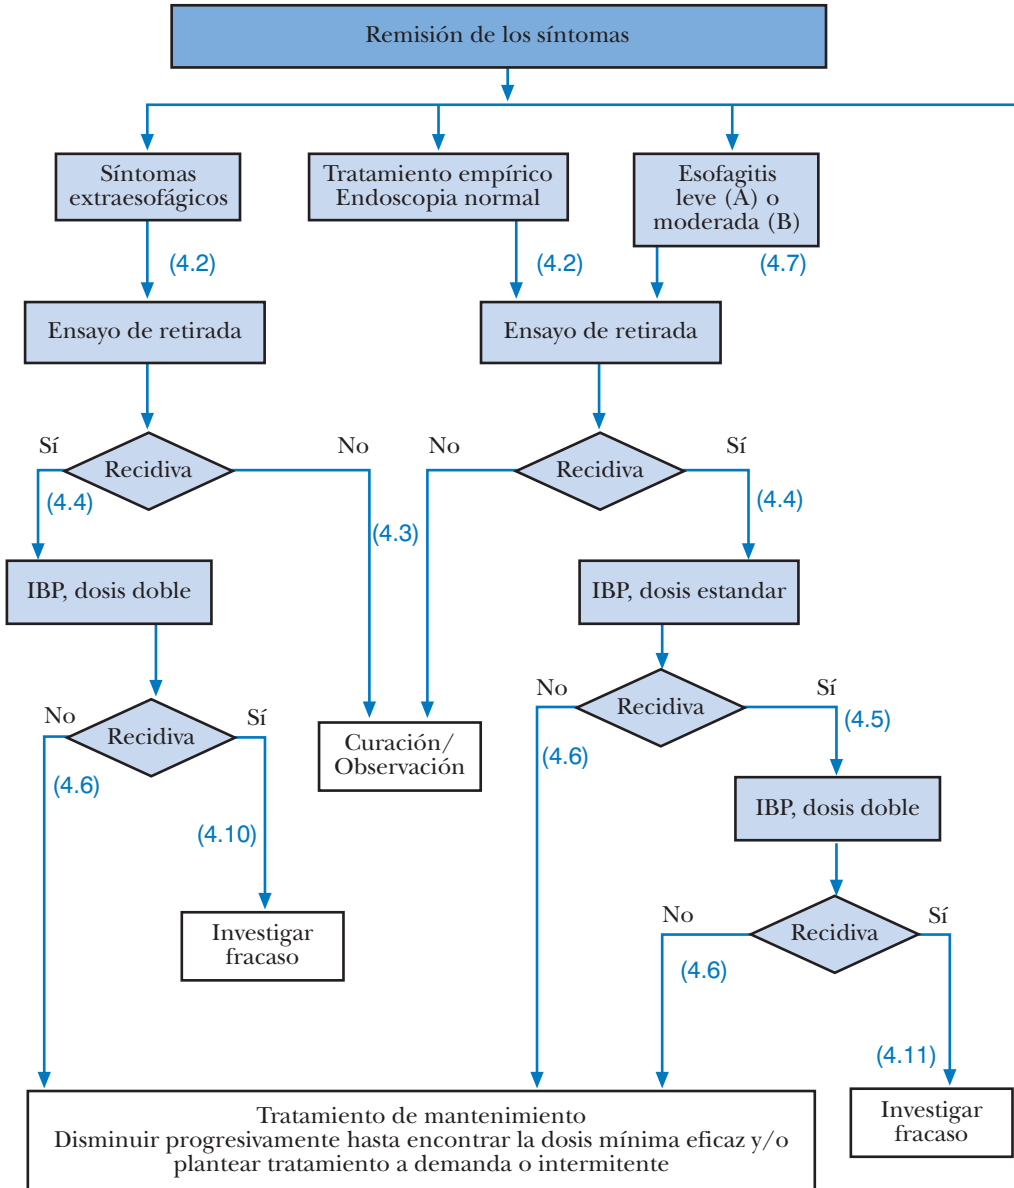 Remisión de los síntomas
Síntomas
extraesofágicos
Tratamiento empírico
Endoscopia normal
Esofagitis
leve (A) o
moderada (B)
(4.2)
(4.2)
(4.7)
Ensayo de retirada
Ensayo de retirada
Sí
Recidiva
No
No
Recidiva
Sí
(4.4)
(4.3)
(4.4)
IBP, dosis doble
IBP, dosis estandar
No
Recidiva
Sí
No
Recidiva
Sí
(4.6)
(4.10)
Curación/
Observación
(4.6)
(4.5)
IBP, dosis doble
Investigar
fracaso
No
Recidiva
Sí
(4.6)
(4.11)
Investigar
fracaso
Tratamiento de mantenimiento
Disminuir progresivamente hasta encontrar la dosis mínima eficaz y/o
plantear tratamiento a demanda o intermitente